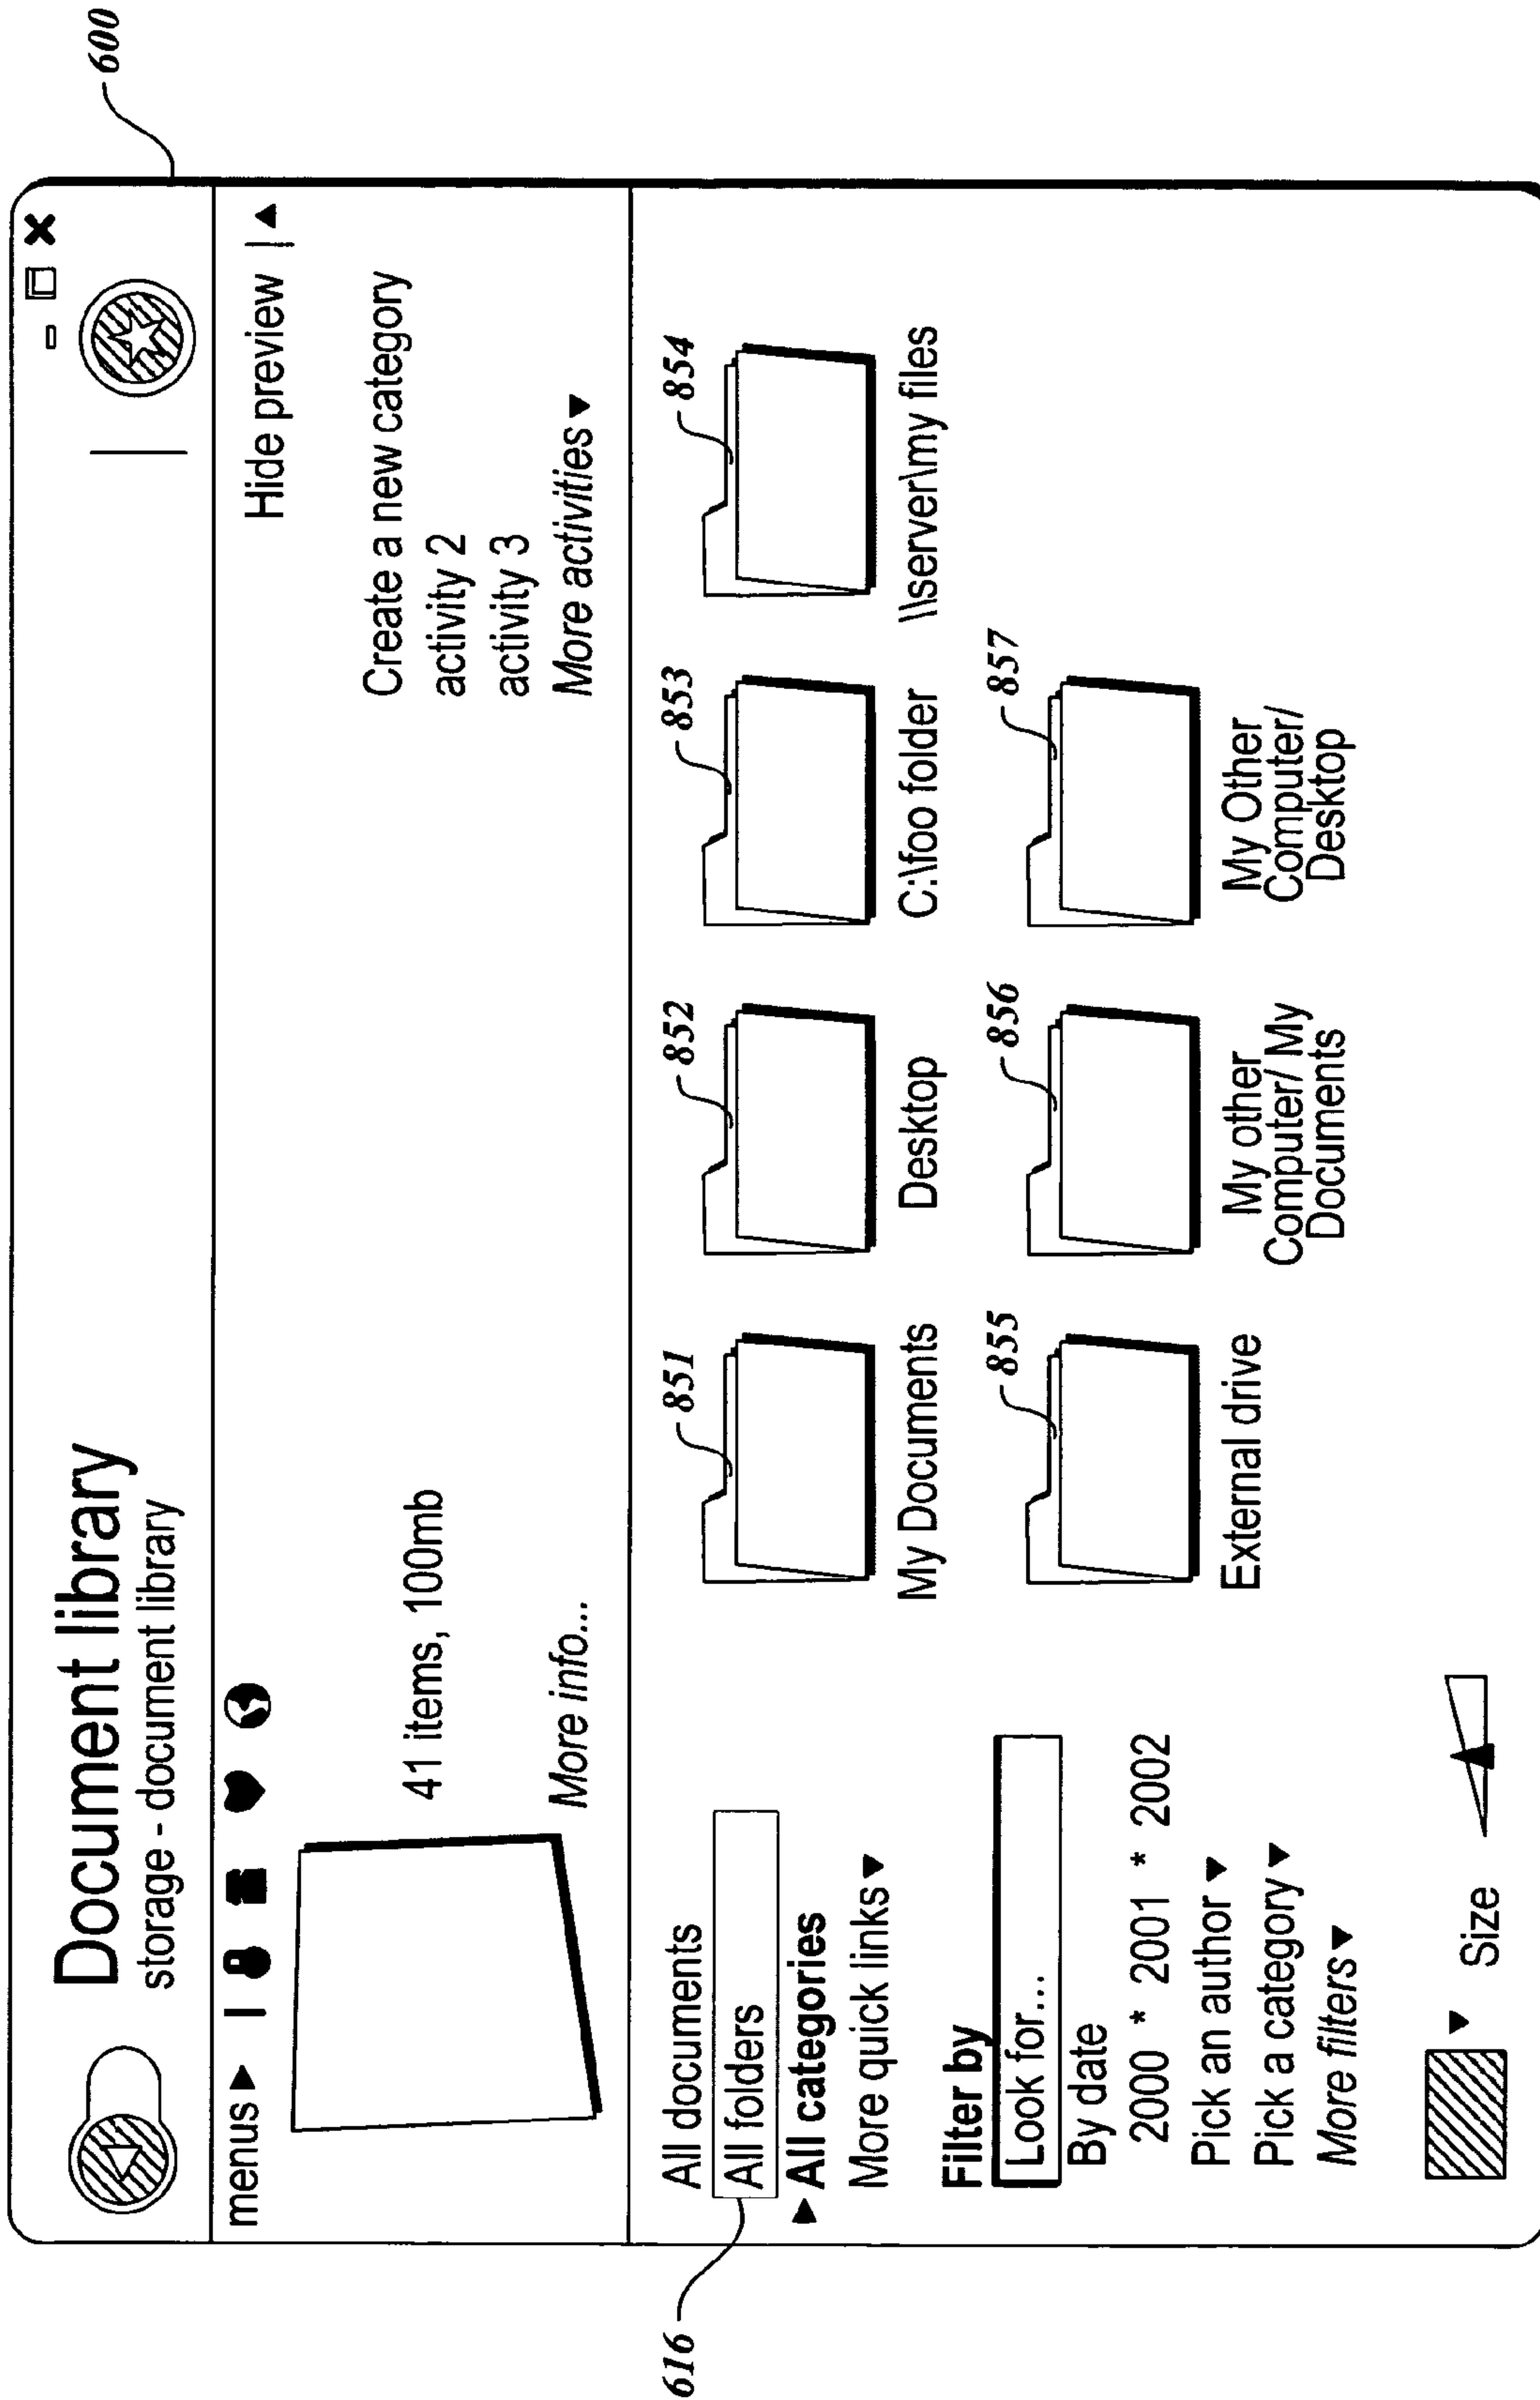 600
Document library
storage - document library
menus
Hide preview
41 items, 100mb
More info...
Create a new category
activity 2
activity 3
More activities
616
All documents
All folders
All categories
More quick links
Filter by
Look for...
By date
2000 * 2001 * 2002
Pick an author
Pick a category
More filters
Size
851
852
853
854
My Documents
Desktop
C:\foo folder
\\server\my files
855
856
857
External drive
My other
Computer/ My
Documents
My Other
Computer/
Desktop